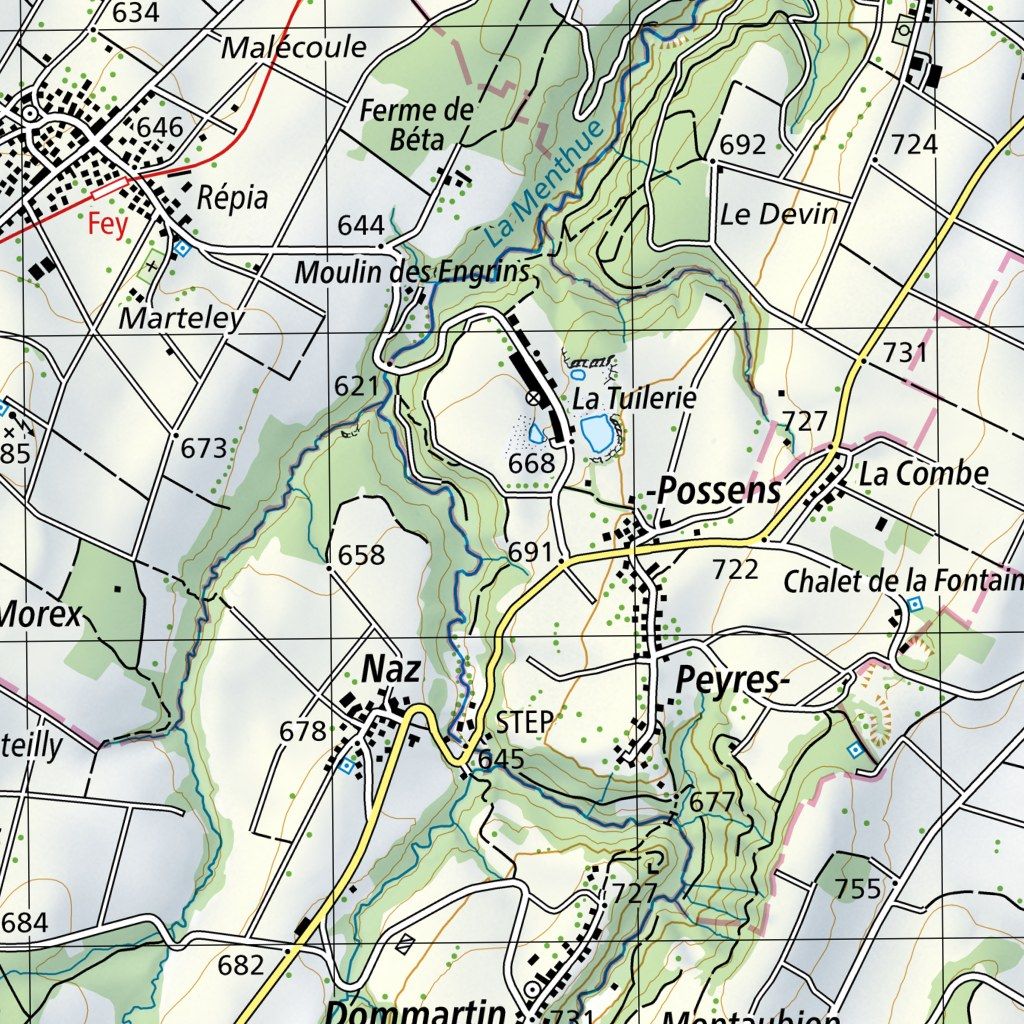 634
Malécoule
Ferme de
Béta
646
692
724
La Menthue
Répia
Fey
644
Le Devin
Moulin des Engrins
Marteley
731
621
La Tuilerie
727
673
85
668
La Combe
-Possens
691
658
722
Chalet de la Fontain
Morex
Naz
Peyres-
678
STEP
teilly
645
677
727
755
684
682
Dommartin
731
Montaubion